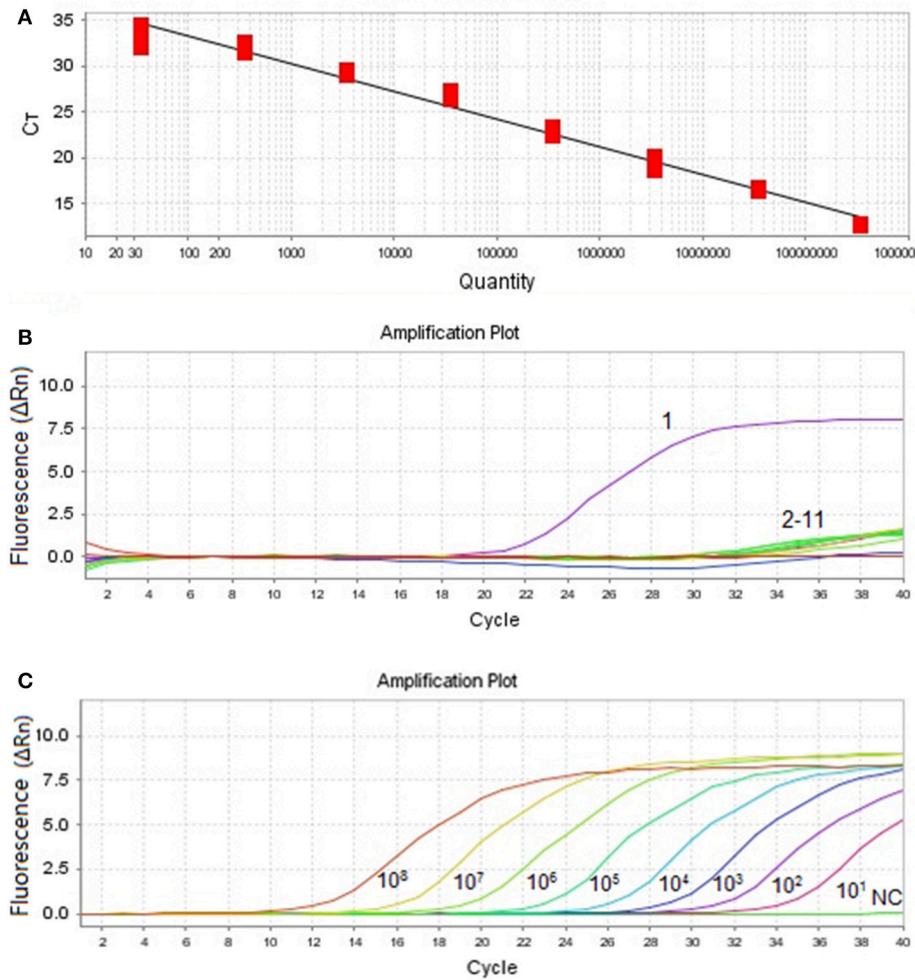 A
35
30
25
20
15
CT
10 20 30 100 200 1000 10000 100000 1000000 10000000 100000000 100000
Quantity
B
Amplification Plot
Fluorescence (ΔRn)
10.0
7.5
5.0
2.5
0.0
1
2-11
2 4 6 8 10 12 14 16 18 20 22 24 26 28 30 32 34 36 38 40
Cycle
C
Amplification Plot
Fluorescence (ΔRn)
10.0
7.5
5.0
2.5
0.0
10⁸ 10⁷ 10⁶ 10⁵ 10⁴ 10³ 10² 10¹ NC
2 4 6 8 10 12 14 16 18 20 22 24 26 28 30 32 34 36 38 40
Cycle